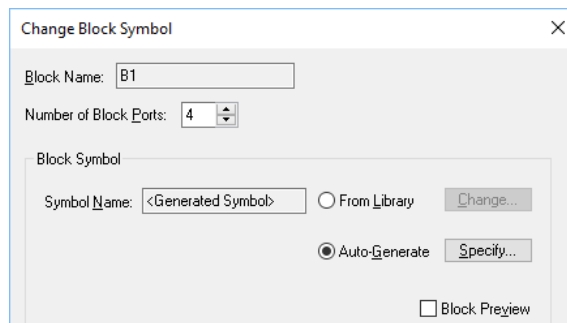 Change Block Symbol
Block Name: B1
Number of Block Ports: 4
Block Symbol
Symbol Name: <Generated Symbol> From Library Change...
Auto-Generate Specify...
Block Preview